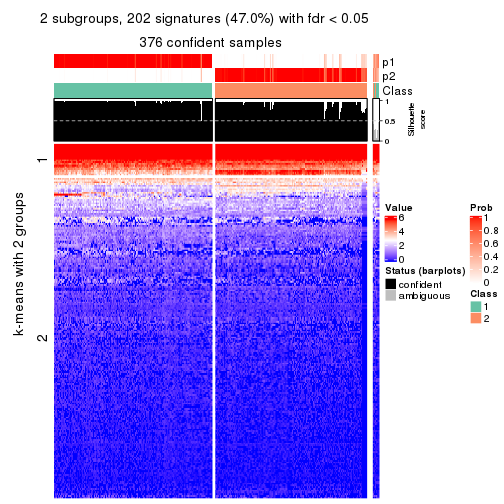 2 subgroups, 202 signatures (47.0%) with fdr < 0.05
376 confident samples
p1
p2
Class
1
0.5
0
Silhouette
score
k-means with 2 groups
1
2
Value
6
4
2
0
Status (barplots)
confident
ambiguous
Prob
1
0.8
0.6
0.4
0.2
0
Class
1
2